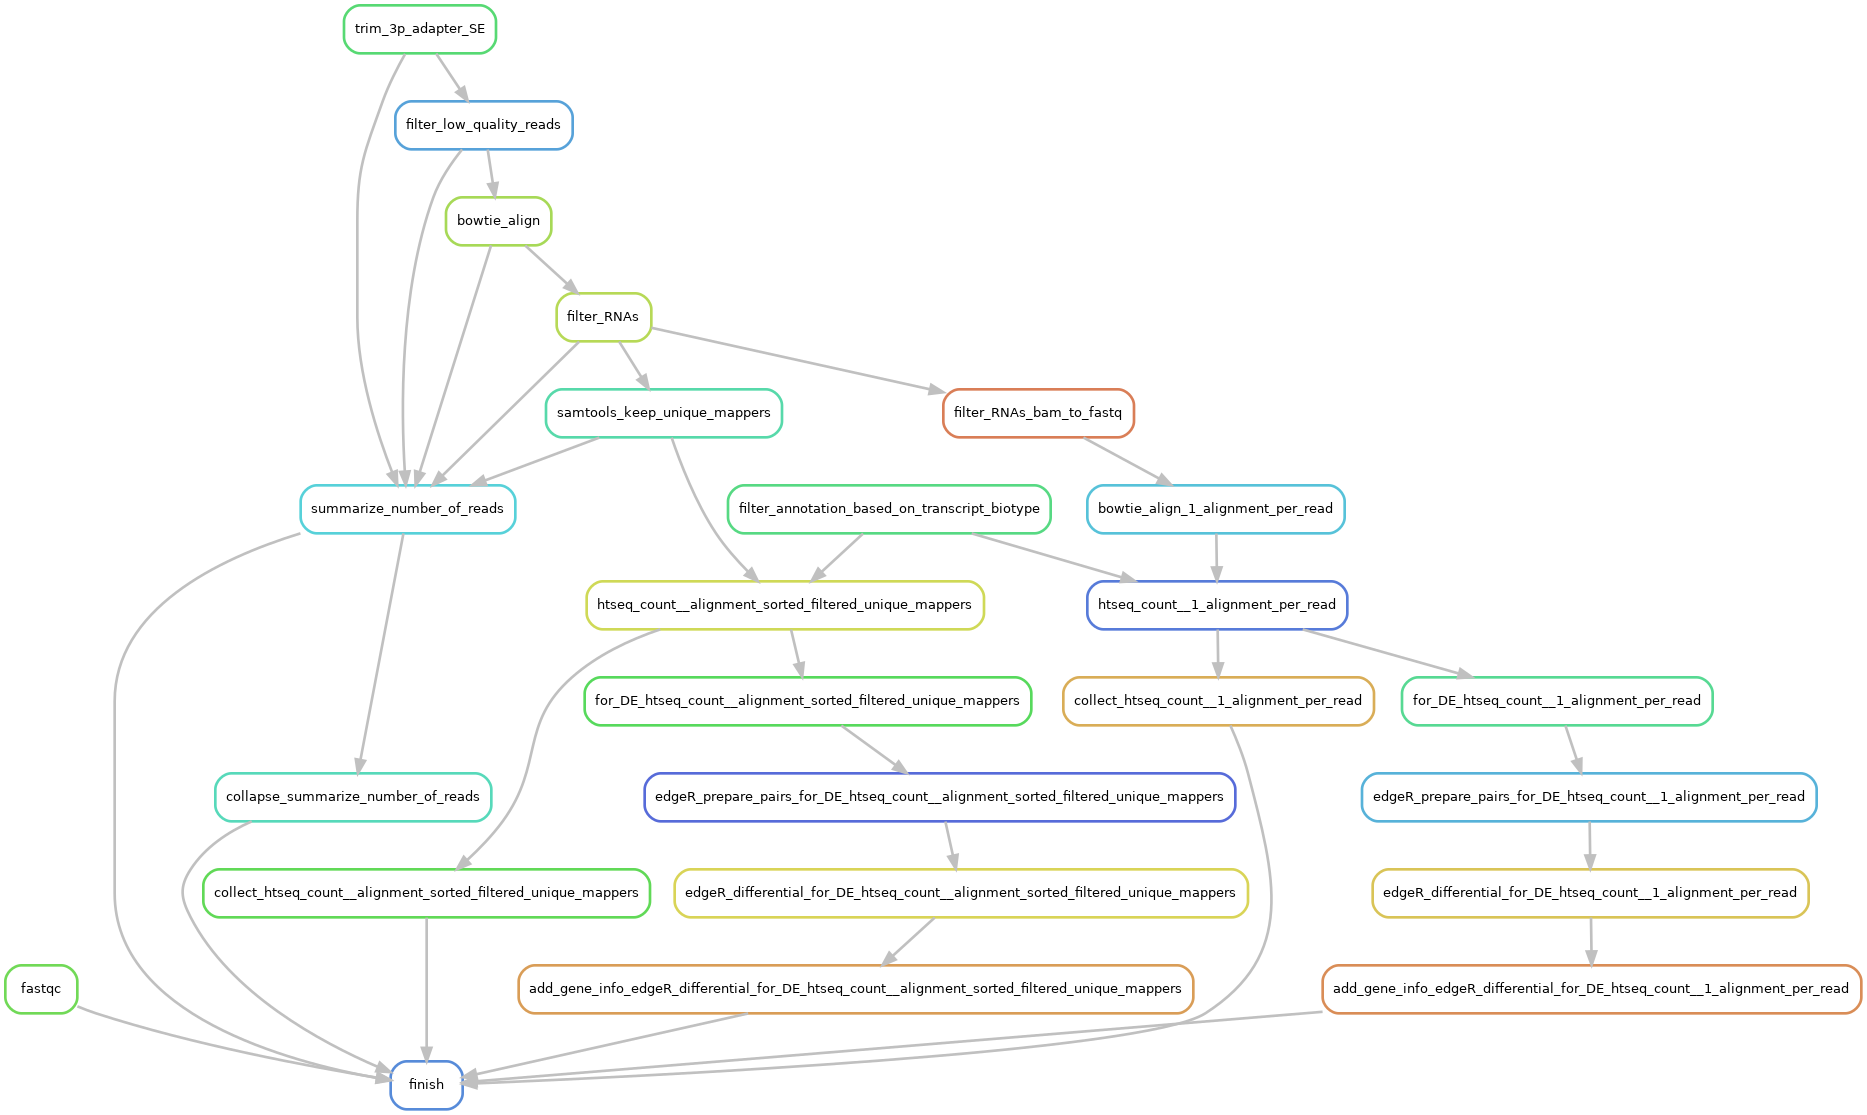 trim_3p_adapter_SE
filter_low_quality_reads
bowtie_align
filter_RNAs
samtools_keep_unique_mappers
filter_RNAs_bam_to_fastq
summarize_number_of_reads
filter_annotation_based_on_transcript_biotype
bowtie_align_1_alignment_per_read
htseq_count__alignment_sorted_filtered_unique_mappers
htseq_count__1_alignment_per_read
for_DE_htseq_count__alignment_sorted_filtered_unique_mappers
collect_htseq_count__1_alignment_per_read
for_DE_htseq_count__1_alignment_per_read
collapse_summarize_number_of_reads
edgeR_prepare_pairs_for_DE_htseq_count__alignment_sorted_filtered_unique_mappers
edgeR_prepare_pairs_for_DE_htseq_count__1_alignment_per_read
collect_htseq_count__alignment_sorted_filtered_unique_mappers
edgeR_differential_for_DE_htseq_count__alignment_sorted_filtered_unique_mappers
edgeR_differential_for_DE_htseq_count__1_alignment_per_read
fastqc
add_gene_info_edgeR_differential_for_DE_htseq_count__alignment_sorted_filtered_unique_mappers
add_gene_info_edgeR_differential_for_DE_htseq_count__1_alignment_per_read
finish